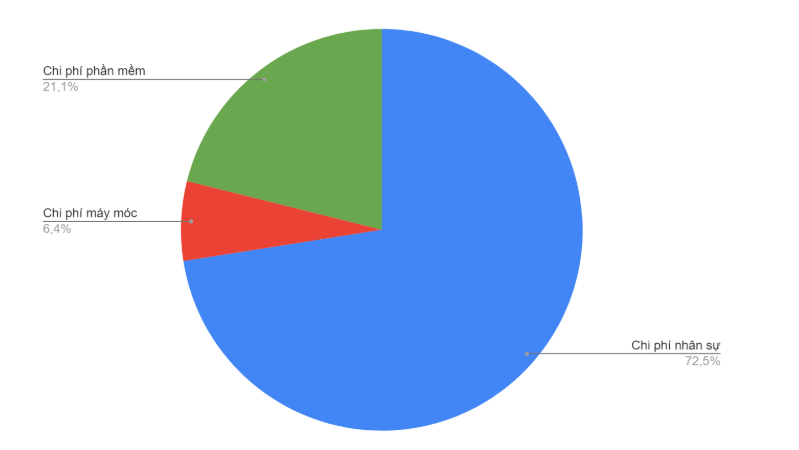 Chi phí phần mềm
21,1%
Chi phí máy móc
6,4%
Chi phí nhân sự
72,5%